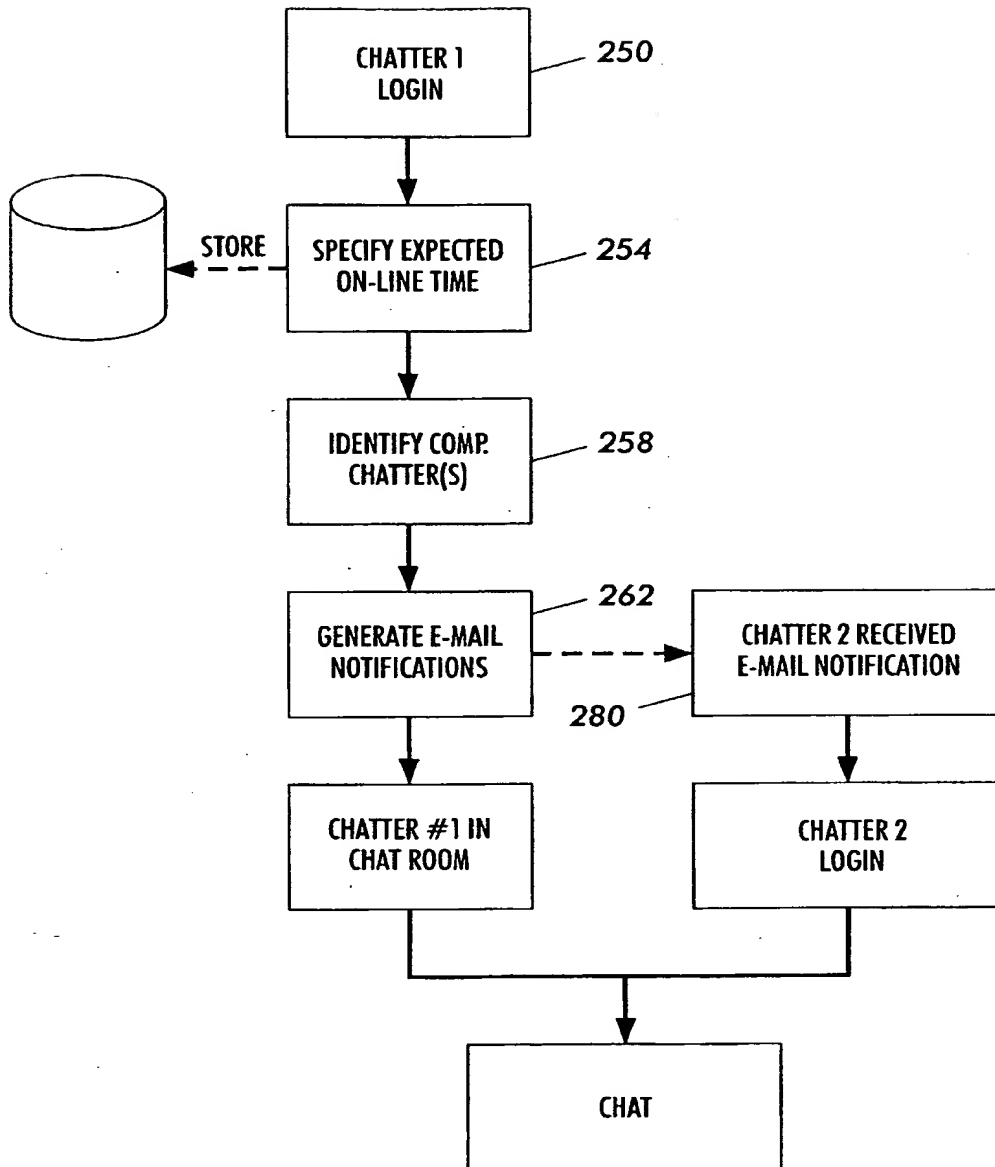 CHATTER 1
LOGIN
250
STORE
SPECIFY EXPECTED
ON-LINE TIME
254
IDENTIFY COMP.
CHATTER(S)
258
GENERATE E-MAIL
NOTIFICATIONS
262
CHATTER 2 RECEIVED
E-MAIL NOTIFICATION
280
CHATTER #1 IN
CHAT ROOM
CHATTER 2
LOGIN
CHAT